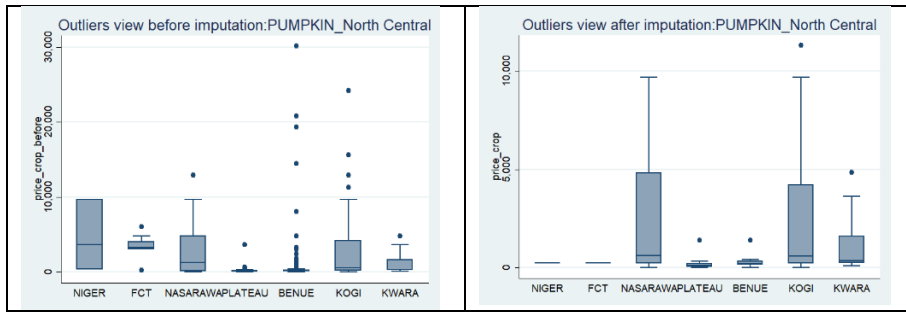 Outliers view before imputation:PUMPKIN_North Central
price_crop_before
30,000
20,000
10,000
0
NIGER FCT NASARAWA PLATEAU BENUE KOGI KWARA
Outliers view after imputation:PUMPKIN_North Central
price_crop
10,000
5,000
0
NIGER FCT NASARAWA PLATEAU BENUE KOGI KWARA